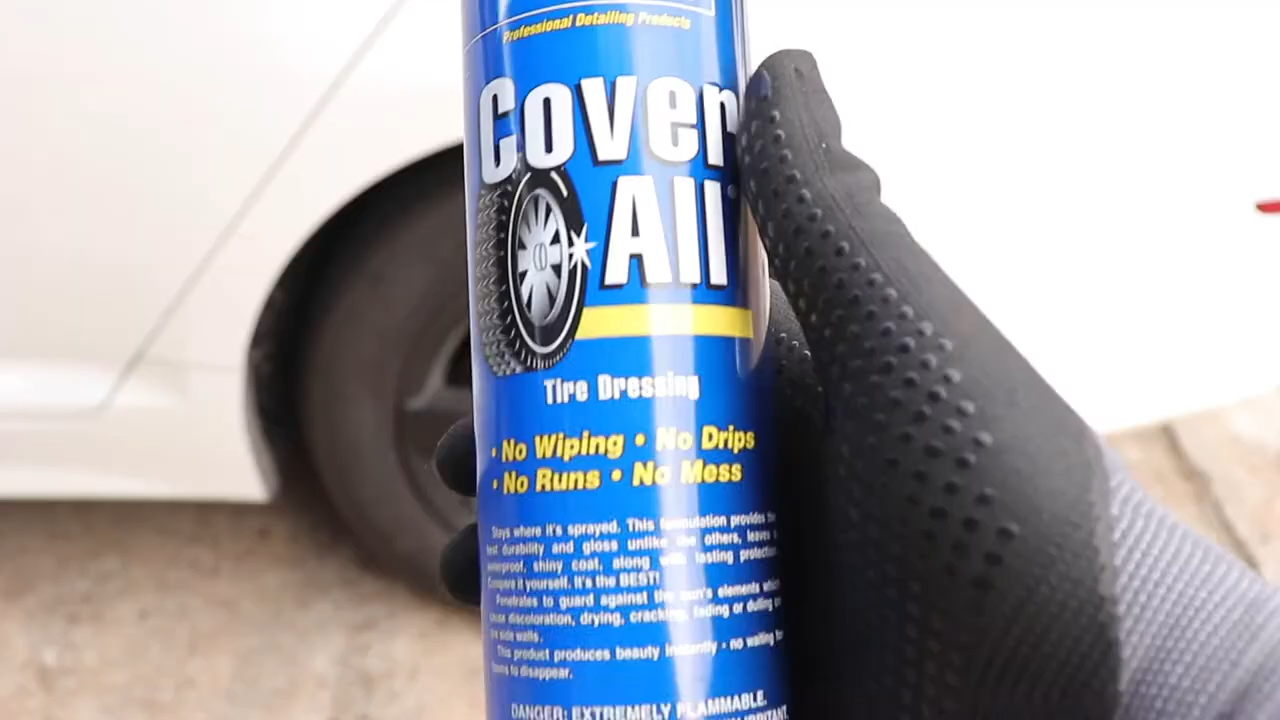 Professional Detailing Products
Cover
All
Tire Dressing
• No Wiping • No Drips
• No Runs • No Mess
Stays where it's sprayed. This formulation provides the
best durability and gloss unlike the others, leaves a
waterproof, shiny coat, along with lasting protection.
Compare it yourself. It's the BEST!
Penetrates to guard against the sun's elements which
cause discoloration, drying, cracking, fading or dulling on
side walls.
This product produces beauty instantly - no waiting for
foams to disappear.
DANGER: EXTREMELY FLAMMABLE.
IRRITANT.